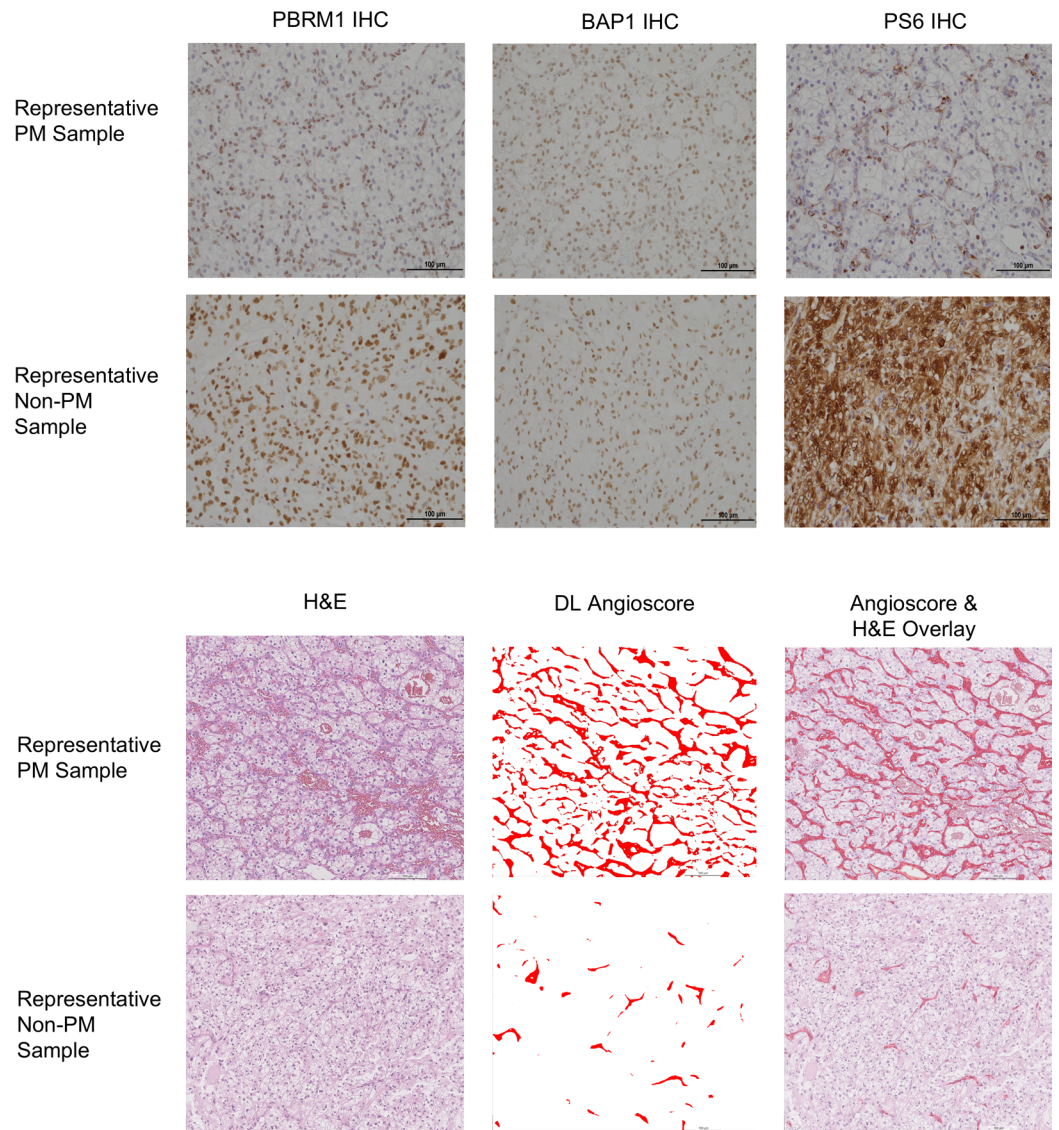 PBRM1 IHC
BAP1 IHC
PS6 IHC
Representative
PM Sample
100 µm
100 µm
100 µm
Representative
Non-PM
Sample
100 µm
100 µm
100 µm
H&E
DL Angioscore
Angioscore &
H&E Overlay
Representative
PM Sample
Representative
Non-PM
Sample